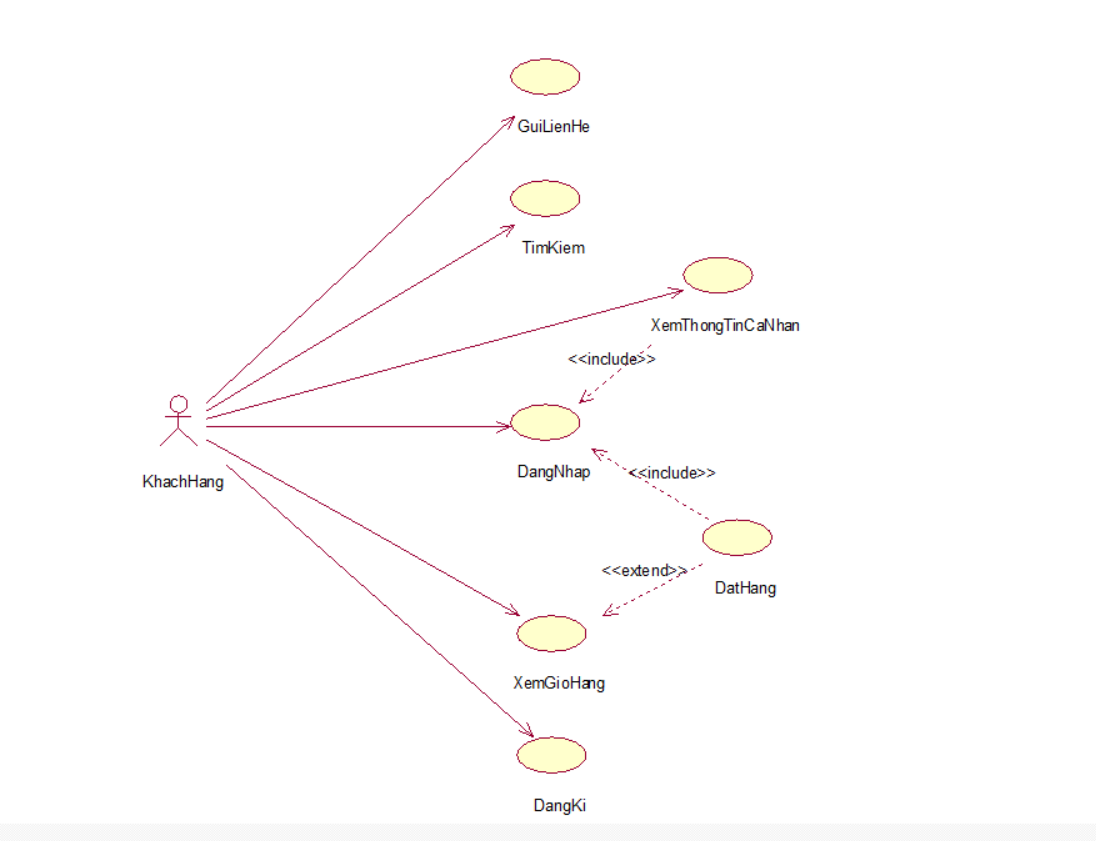 GuiLienHe
TimKiem
XemThongTinCaNhan
<<include>>
KhachHang
DangNhap
<<include>>
<<extend>>
DatHang
XemGioHang
DangKi